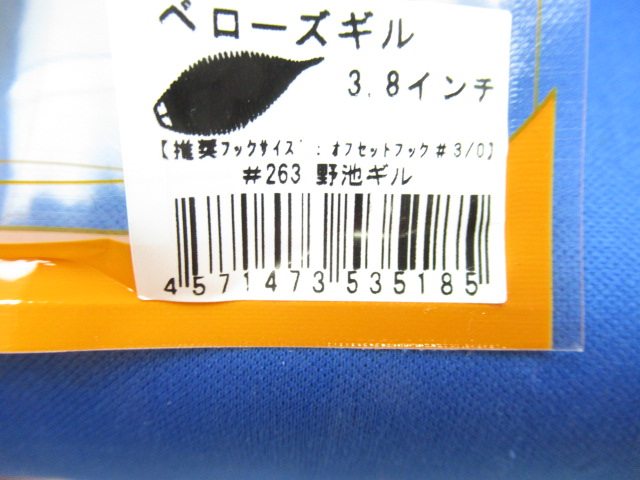 ベローズギル
3.8インチ
【推奨フックサイズ：オフセットフック#3/0】
#263 野池ギル
4571473535185